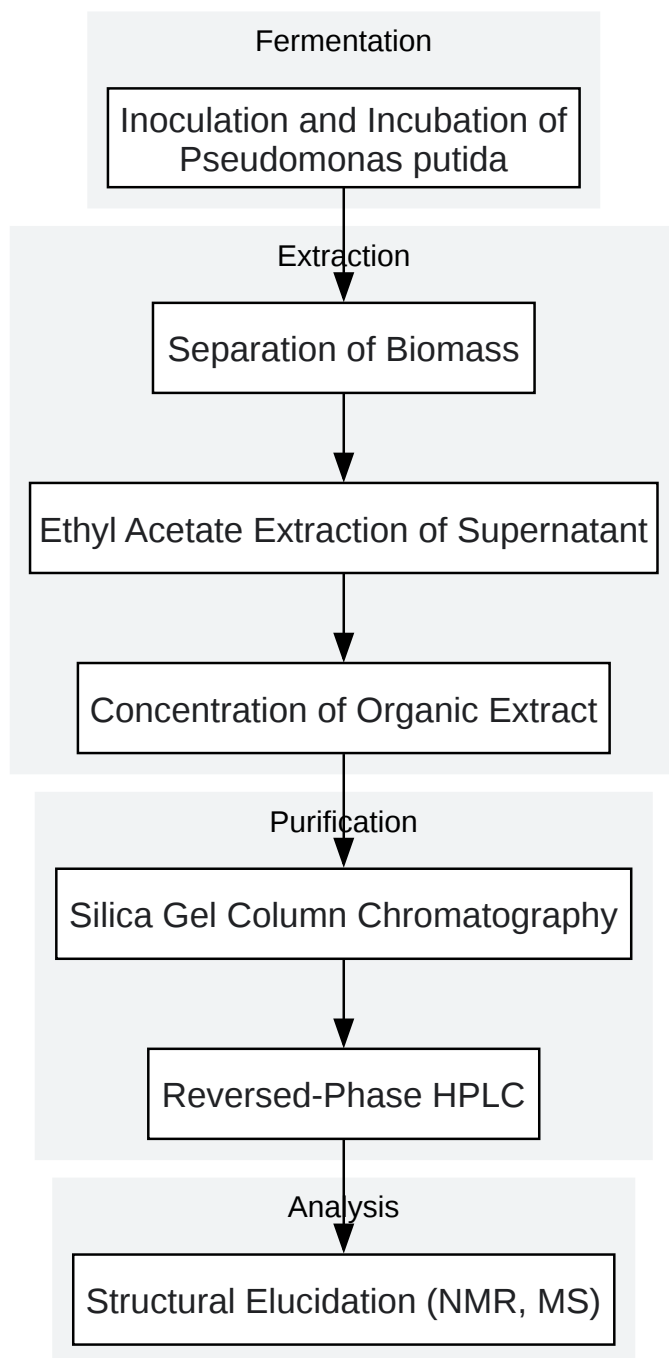 Fermentation
Inoculation and Incubation of
Pseudomonas putida
Extraction
Separation of Biomass
Ethyl Acetate Extraction of Supernatant
Concentration of Organic Extract
Purification
Silica Gel Column Chromatography
Reversed-Phase HPLC
Analysis
Structural Elucidation (NMR, MS)